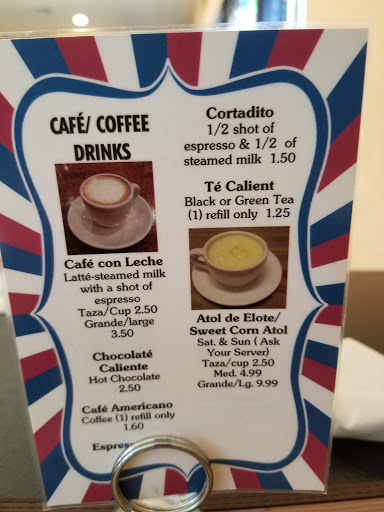 CAFÉ/ COFFEE
DRINKS
Café con Leche
Latté-steamed milk
with a shot of
espresso
Taza/Cup 2.50
Grande/large
3.50
Chocolaté
Caliente
Hot Chocolate
2.50
Café Americano
Coffee (1) refill only
1.60
Cortadito
1/2 shot of
espresso & 1/2 of
steamed milk 1.50
Té Calient
Black or Green Tea
(1) refill only 1.25
Atol de Elote/
Sweet Corn Atol
Sat. & Sun ( Ask
Your Server)
Taza/cup 2.50
Med. 4.99
Grande/Lg. 9.99